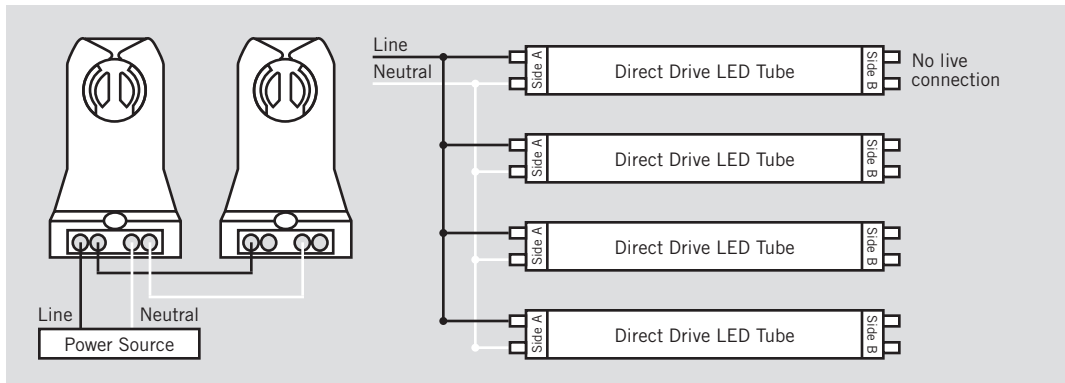 Line
Neutral
Power Source
Line
Neutral
Side A
Direct Drive LED Tube
Side B
No live
connection
Side A
Direct Drive LED Tube
Side B
Side A
Direct Drive LED Tube
Side B
Side A
Direct Drive LED Tube
Side B